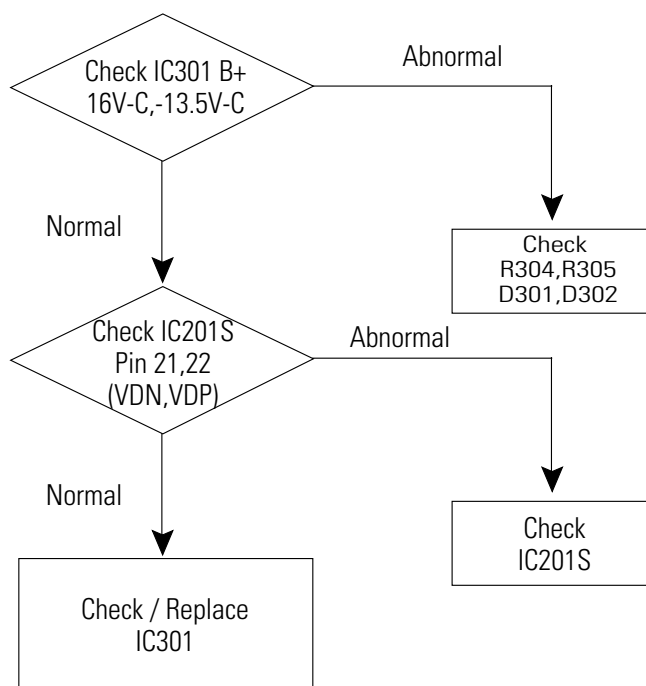 Check IC301 B+
16V-C,-13.5V-C
Abnormal
Normal
Check
R304,R305
D301,D302
Check IC201S
Pin 21,22
(VDN,VDP)
Abnormal
Normal
Check
IC201S
Check / Replace
IC301